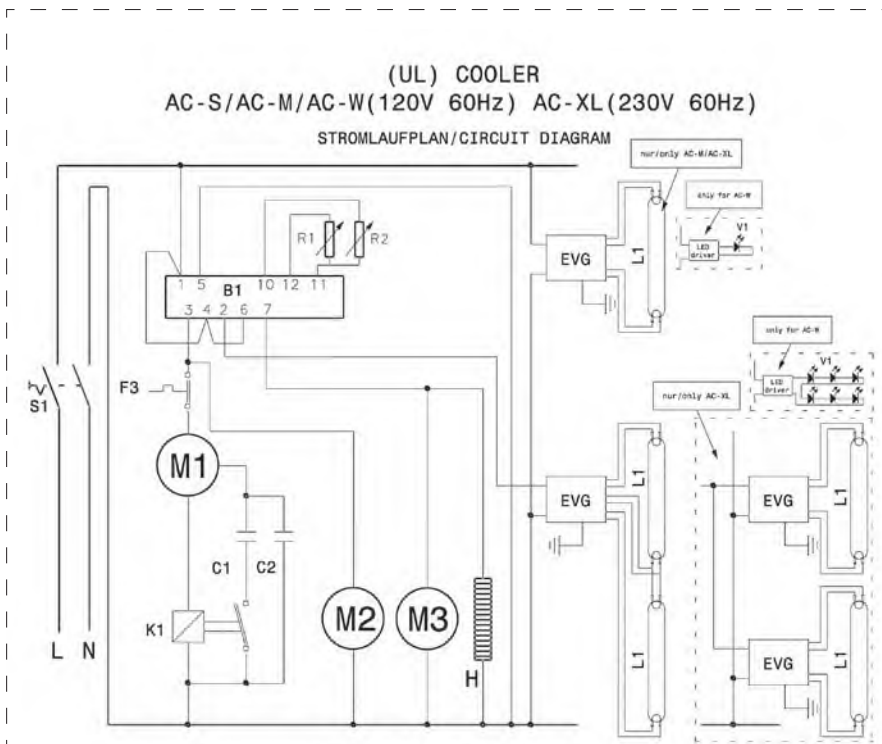 (UL) COOLER
AC-S/AC-M/AC-W(120V 60Hz) AC-XL(230V 60Hz)
STROMLAUFPLAN/CIRCUIT DIAGRAM
nur/only AC-M/AC-XL
only for AC-W
V1
LED
driver
R1
R2
EVG
L1
1 5 10 12 11
B1
3 4 2 6 7
only for AC-W
V1
LED
driver
S1
F3
nur/only AC-XL
M1
EVG
L1
EVG
L1
C1
C2
K1
M2
M3
H
L1
EVG
L1
L N